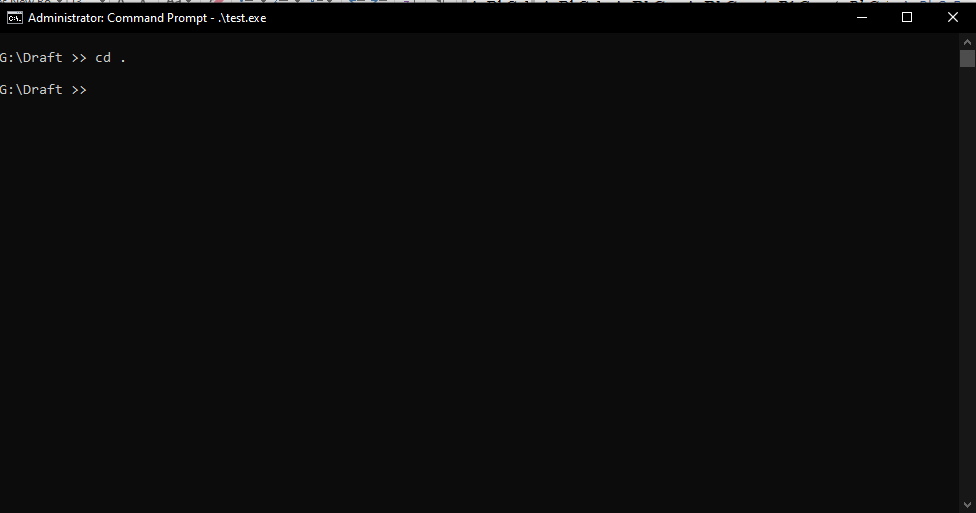 Administrator: Command Prompt - .\test.exe
G:\Draft >> cd .
G:\Draft >>